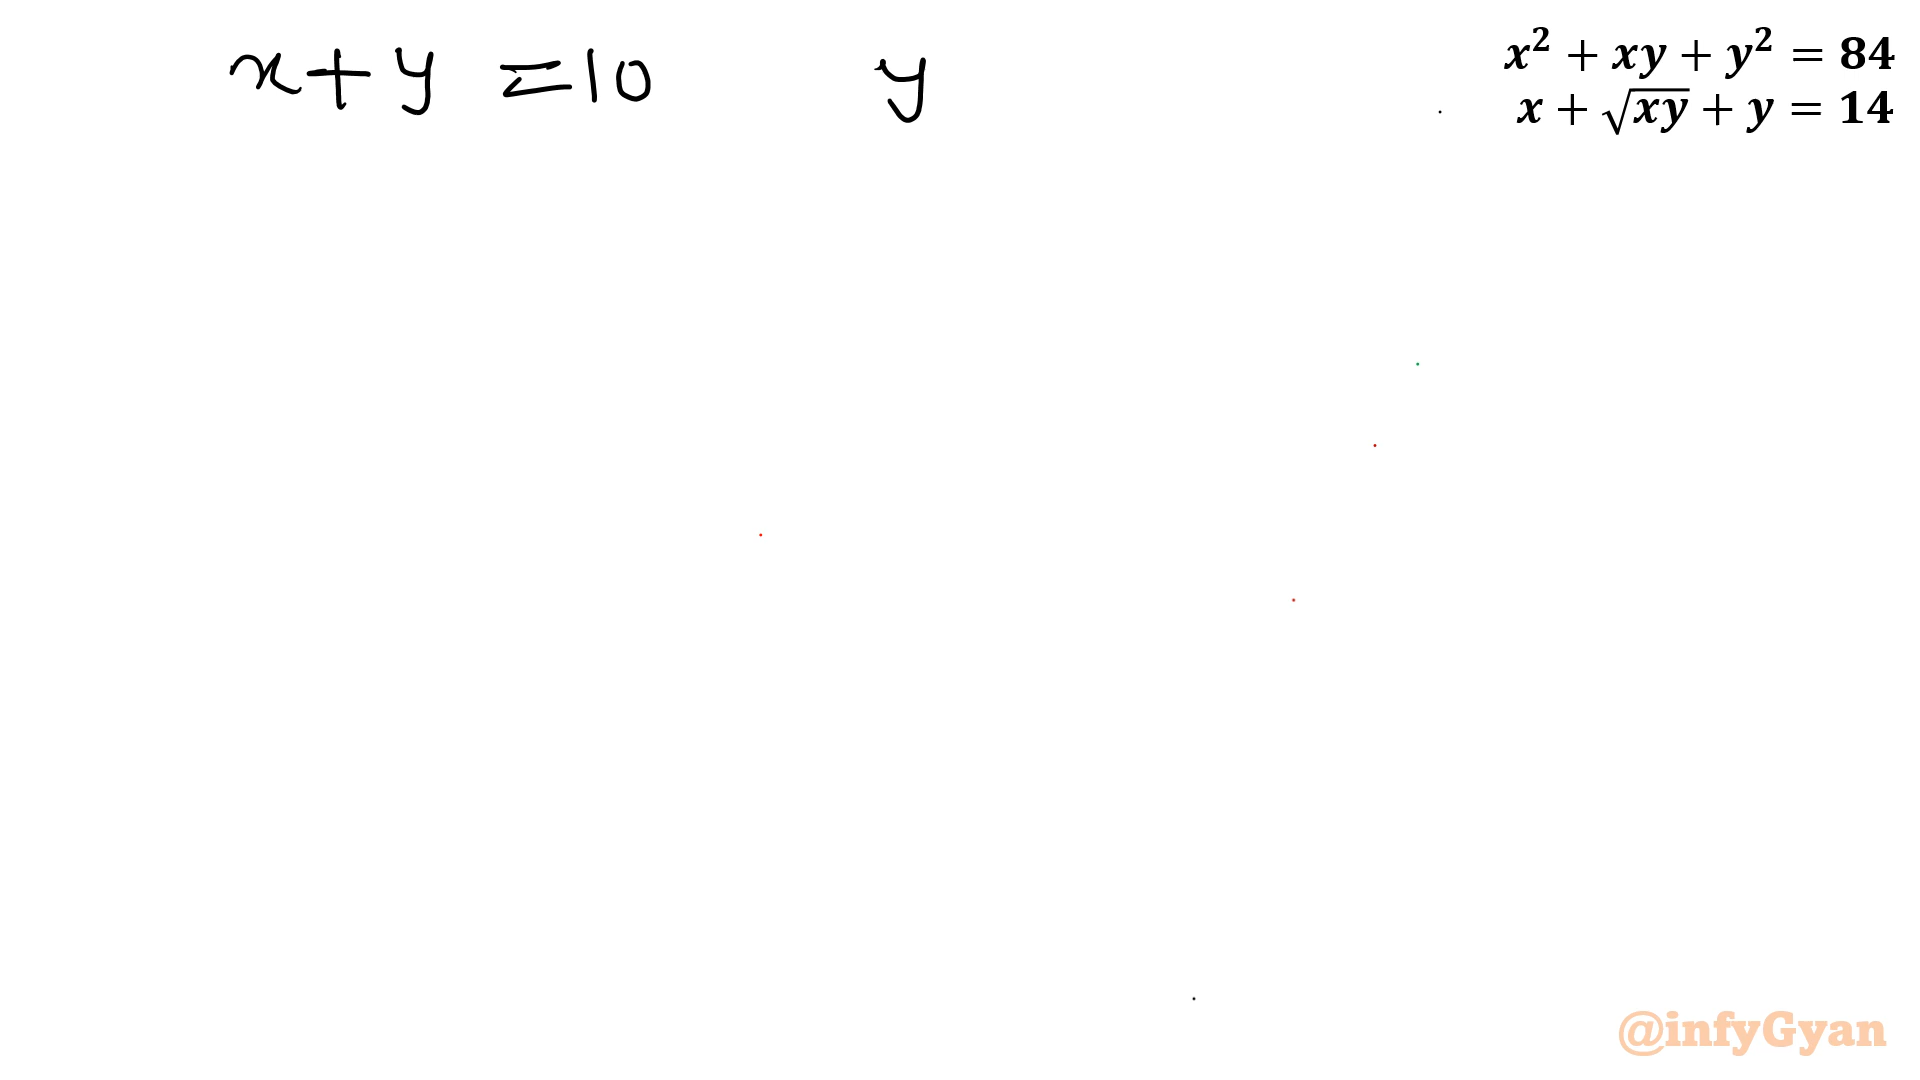 x + y = 10 y
x² + xy + y² = 84
x + √xy + y = 14
@infyGyan